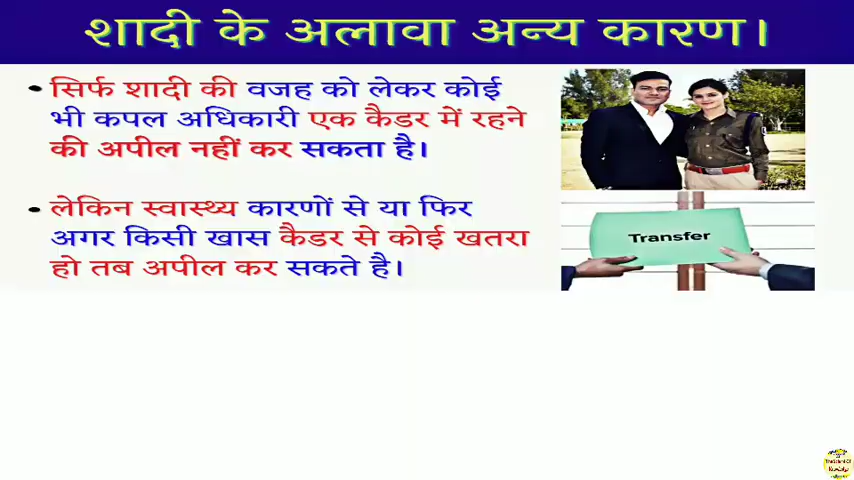 शादी के अलावा अन्य कारण।
• सिर्फ शादी की वजह को लेकर कोई
भी कपल अधिकारी एक कैडर में रहने
की अपील नहीं कर सकता है।
• लेकिन स्वास्थ्य कारणों से या फिर
अगर किसी खास कैडर से कोई खतरा
हो तब अपील कर सकते है।
Transfer